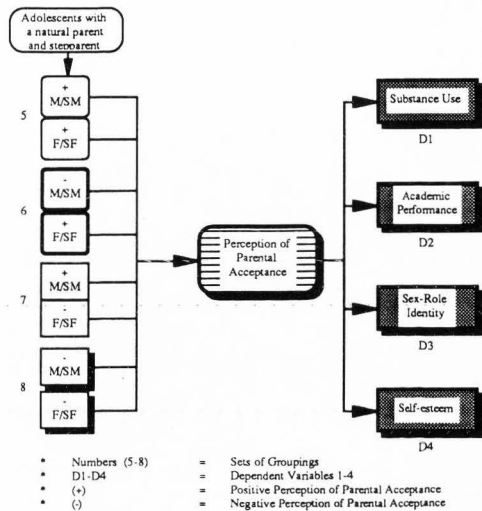 Adolescents with
a natural parent
and stepparent
5
+
M/SM
+
F/SF
6
-
M/SM
+
F/SF
7
+
M/SM
-
F/SF
8
-
M/SM
-
F/SF
Perception of
Parental
Acceptance
Substance Use
D1
Academic
Performance
D2
Sex-Role
Identity
D3
Self-esteem
D4
* Numbers (5-8) = Sets of Groupings
* D1-D4 = Dependent Variables 1-4
* (+) = Positive Perception of Parental Acceptance
* (-) = Negative Perception of Parental Acceptance